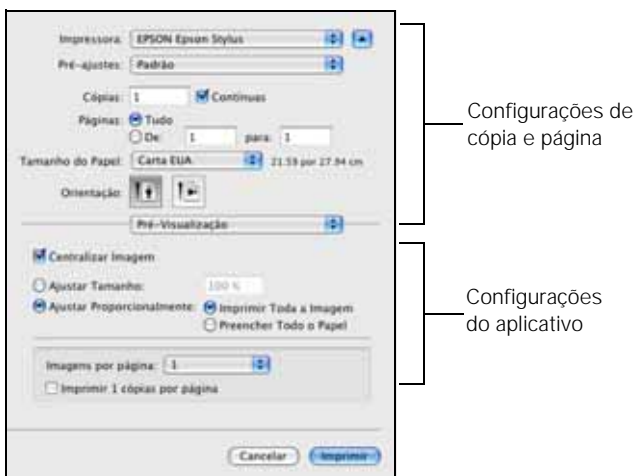 Impressora: EPSON Epson Stylus
Pré-ajustes: Padrão
Cópias: 1 Contínuas
Páginas: Tudo
De: 1 para: 1
Tamanho do Papel: Carta EUA 21.59 por 27.94 cm
Orientação:
Pré-Visualização
Centralizar Imagem
Ajustar Tamanho: 100 %
Ajustar Proporcionalmente: Imprimir Toda a Imagem
Preencher Todo o Papel
Imagens por página: 1
Imprimir 1 cópias por página
Cancelar Imprimir
Configurações de
cópia e página
Configurações
do aplicativo